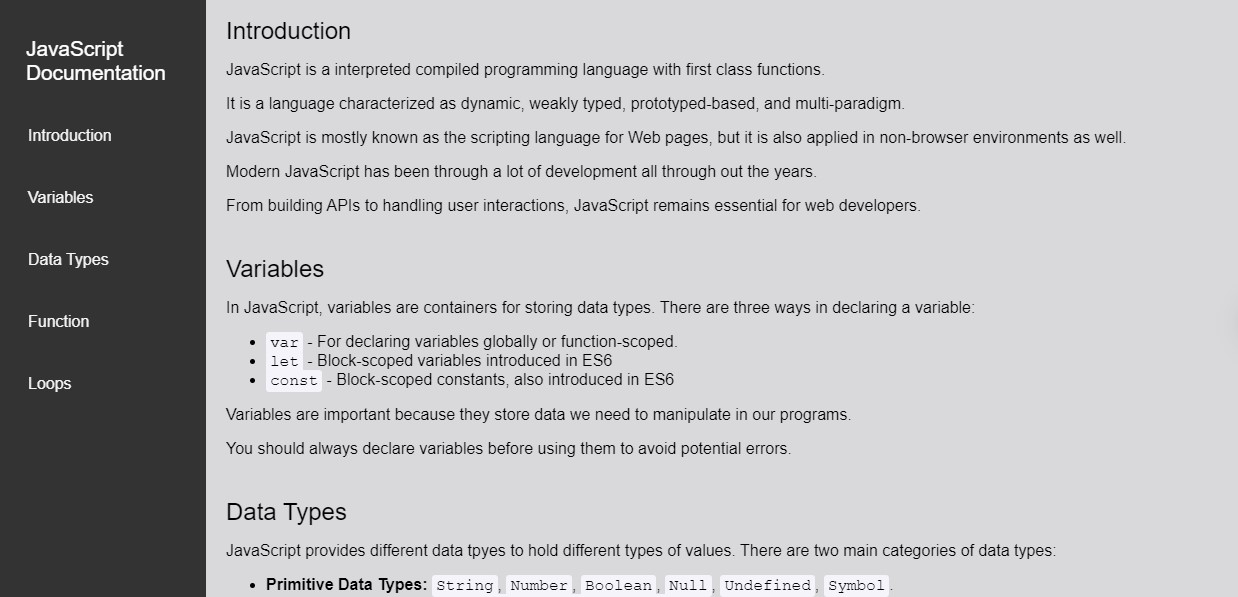 JavaScript
Documentation
Introduction
Variables
Data Types
Function
Loops
Introduction
JavaScript is a interpreted compiled programming language with first class functions.
It is a language characterized as dynamic, weakly typed, prototyped-based, and multi-paradigm.
JavaScript is mostly known as the scripting language for Web pages, but it is also applied in non-browser environments as well.
Modern JavaScript has been through a lot of development all through out the years.
From building APIs to handling user interactions, JavaScript remains essential for web developers.
Variables
In JavaScript, variables are containers for storing data types. There are three ways in declaring a variable:
• var - For declaring variables globally or function-scoped.
• let - Block-scoped variables introduced in ES6
• const - Block-scoped constants, also introduced in ES6
Variables are important because they store data we need to manipulate in our programs.
You should always declare variables before using them to avoid potential errors.
Data Types
JavaScript provides different data tpyes to hold different types of values. There are two main categories of data types:
• Primitive Data Types: String, Number, Boolean, Null, Undefined, Symbol.